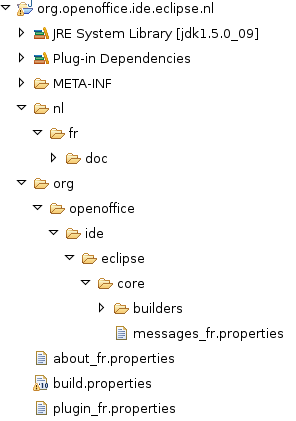 org.openoffice.ide.eclipse.nl
JRE System Library [jdk1.5.0_09]
Plug-in Dependencies
META-INF
nl
fr
doc
org
openoffice
ide
eclipse
core
builders
messages_fr.properties
about_fr.properties
build.properties
plugin_fr.properties